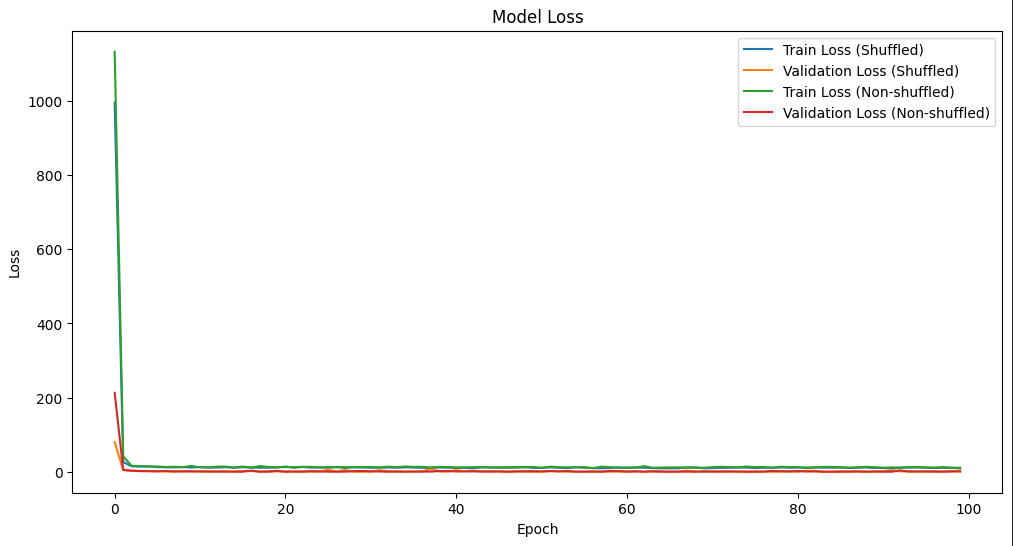 Model Loss
Train Loss (Shuffled)
Validation Loss (Shuffled)
Train Loss (Non-shuffled)
Validation Loss (Non-shuffled)
Loss
1000
800
600
400
200
0
0 20 40 60 80 100
Epoch